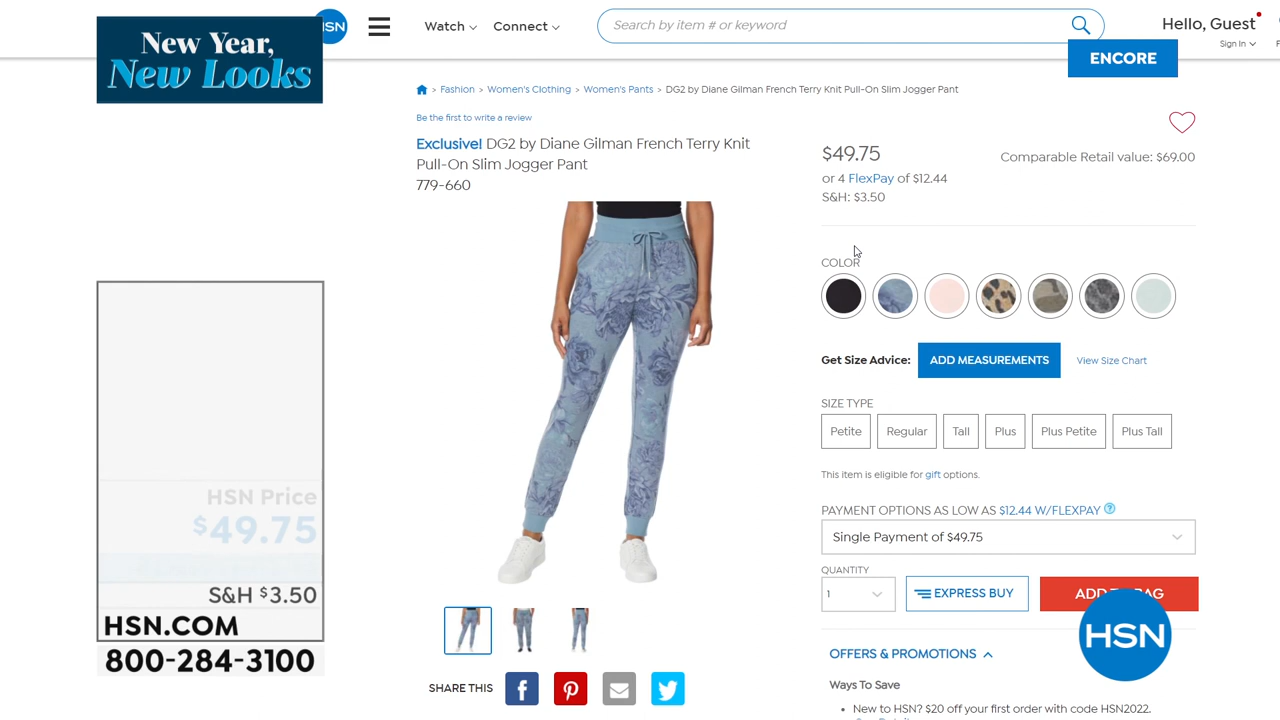 New Year,
New Looks
HSN
Watch
Connect
Search by item # or keyword
Hello, Guest
Sign In
ENCORE
> Fashion > Women's Clothing > Women's Pants > DG2 by Diane Gilman French Terry Knit Pull-On Slim Jogger Pant
Be the first to write a review
Exclusive! DG2 by Diane Gilman French Terry Knit
Pull-On Slim Jogger Pant
779-660
$49.75
Comparable Retail value: $69.00
or 4 FlexPay of $12.44
S&H: $3.50
COLOR
Get Size Advice:
ADD MEASUREMENTS
View Size Chart
SIZE TYPE
Petite
Regular
Tall
Plus
Plus Petite
Plus Tall
This item is eligible for gift options.
PAYMENT OPTIONS AS LOW AS $12.44 W/FLEXPAY ?
Single Payment of $49.75
QUANTITY
1
EXPRESS BUY
ADD TO BAG
HSN
OFFERS & PROMOTIONS
Ways To Save
• New to HSN? $20 off your first order with code HSN2022.
HSN Price
$49.75
S&H $3.50
HSN.COM
800-284-3100
SHARE THIS